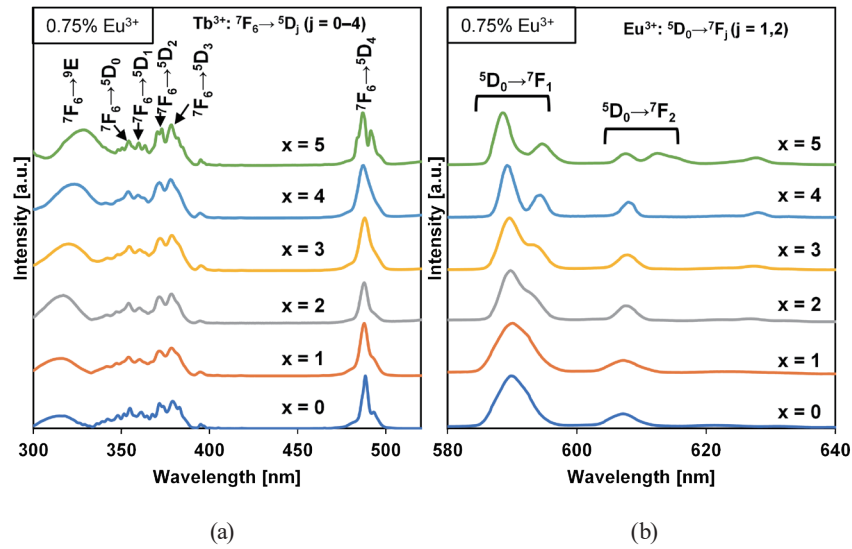 0.75% Eu³⁺
Tb³⁺: ⁷F₆→ ⁵Dⱼ (j = 0–4)
⁷F₆→⁹E
⁷F₆→⁵D₀
⁷F₆→⁵D₁
⁷F₆→⁵D₂
⁷F₆→⁵D₃
⁷F₆→⁵D₄
x = 5
x = 4
x = 3
x = 2
x = 1
x = 0
Intensity [a.u.]
300
350
400
450
500
Wavelength [nm]
(a)
0.75% Eu³⁺
Eu³⁺: ⁵D₀→⁷Fⱼ (j = 1,2)
⁵D₀→⁷F₁
⁵D₀→⁷F₂
x = 5
x = 4
x = 3
x = 2
x = 1
x = 0
Intensity [a.u.]
580
600
620
640
Wavelength [nm]
(b)